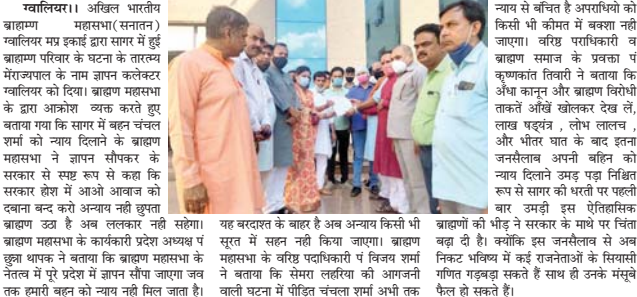 ग्वालियर।। अखिल भारतीय
ब्राहाम्ण महासभा(सनातन)
ग्वालियर मप्र इकाई द्वारा सागर में हुई
ब्राहाम्ण परिवार के घटना के तारत्म्य
मेंराज्यपाल के नाम ज्ञापन कलेक्टर
ग्वालियर को दिया। ब्राह्मण महासभा
के द्वारा आक्रोश व्यक्त करते हुए
बताया गया कि सागर में बहन चंचल
शर्मा को न्याय दिलाने के ब्राह्मण
महासभा ने ज्ञापन सौपकर के
सरकार से स्पष्ट रूप से कहा कि
सरकार होश में आओ आवाज को
दबाना बन्द करो अन्याय नही छुपता
ब्राह्मण उठा है अब ललकार नही सहेगा।
ब्राह्मण महासभा के कार्यकारी प्रदेश अध्यक्ष पं
छुन्ना थापक ने बताया कि ब्राह्मण महासभा के
नेतत्व में पूरे प्रदेश में ज्ञापन सौंपा जाएगा जव
तक हमारी बहन को न्याय नही मिल जाता है।
यह बरदाश्त के बाहर है अब अन्याय किसी भी
सूरत में सहन नही किया जाएगा। ब्राह्मण
महासभा के वरिष्ठ पदाधिकारी पं विजय शर्मा
ने बताया कि सेमरा लहरिया की आगजनी
वाली घटना में पीड़ित चंचला शर्मा अभी तक
न्याय से बंचित है अपराधियो को
किसी भी कीमत में बक्शा नही
जाएगा। वरिष्ठ पराधिकारी व
ब्राह्मण समाज के प्रवक्ता पं
कृष्णकांत तिवारी ने बताया कि
अँधा कानून और ब्राह्मण विरोधी
ताकतें आँखें खोलकर देख लें,
लाख षड्यंत्र , लोभ लालच ,
और भीतर घात के बाद इतना
जनसैलाब अपनी बहिन को
न्याय दिलाने उमड़ पड़ा निश्चित
रूप से सागर की धरती पर पहली
बार उमड़ी इस ऐतिहासिक
ब्राह्मणों की भीड़ ने सरकार के माथे पर चिंता
बढ़ा दी है। क्योंकि इस जनसैलाव से अब
निकट भविष्य में कई राजनेताओं के सियासी
गणित गड़बड़ा सकते हैं साथ ही उनके मंसूबे
फैल हो सकते हैं।